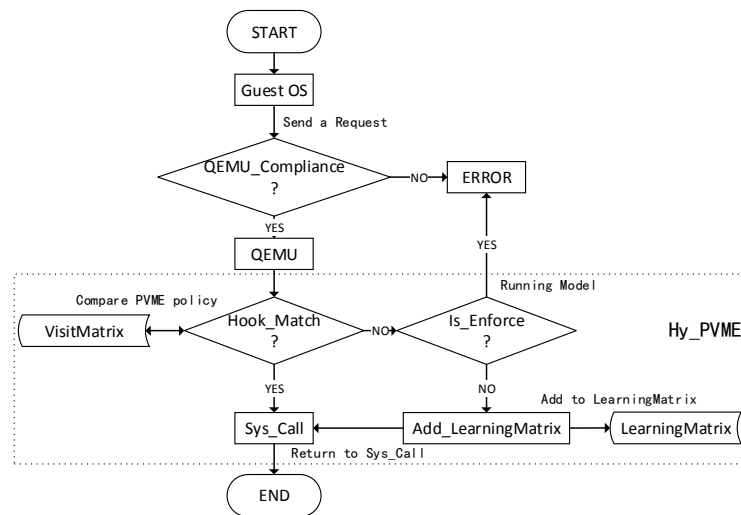 START
Guest OS
Send a Request
QEMU_Compliance
?
NO
ERROR
YES
QEMU
YES
Running Model
Compare PVME policy
VisitMatrix
Hook_Match
?
NO
Is_Enforce
?
Hy_PVME
YES
NO
Add to LearningMatrix
Sys_Call
Add_LearningMatrix
LearningMatrix
Return to Sys_Call
END